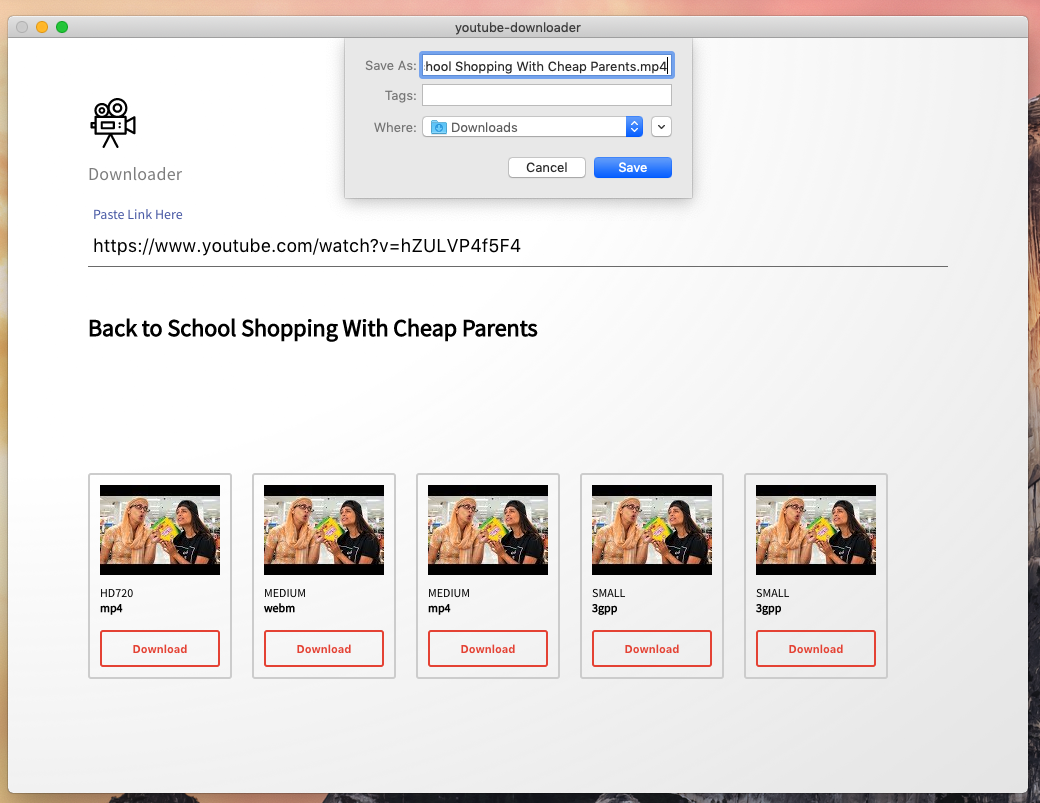 youtube-downloader
Save As: hool Shopping With Cheap Parents.mp4
Tags:
Where: Downloads
Cancel Save
Downloader
Paste Link Here
https://www.youtube.com/watch?v=hZULVP4f5F4
Back to School Shopping With Cheap Parents
HD720 MEDIUM MEDIUM SMALL SMALL
mp4 webm mp4 3gpp 3gpp
Download Download Download Download Download